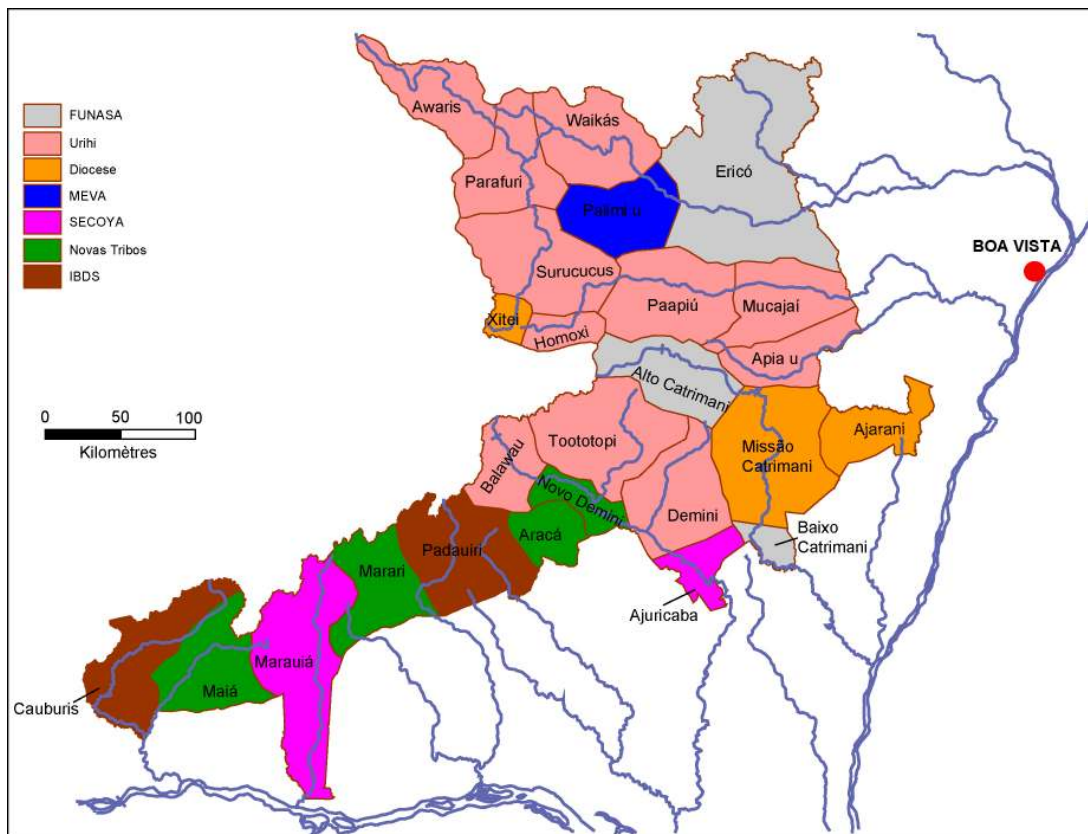 FUNASA
Urihi
Diocese
MEVA
SECOYA
Novas Tribos
IBDS
Awaris
Waikás
Ericó
Parafuri
Palimi u
BOA VISTA
Surucucus
Paapiú
Mucajaí
Xitei
Homoxi
Apia u
Alto Catrimani
0 50 100
Kilomètres
Toototopi
Balawau
Missão
Catrimani
Ajarani
Novo Demini
Demini
Aracá
Padauiri
Baixo
Catrimani
Marari
Ajuricaba
Marauiá
Maiá
Cauburis